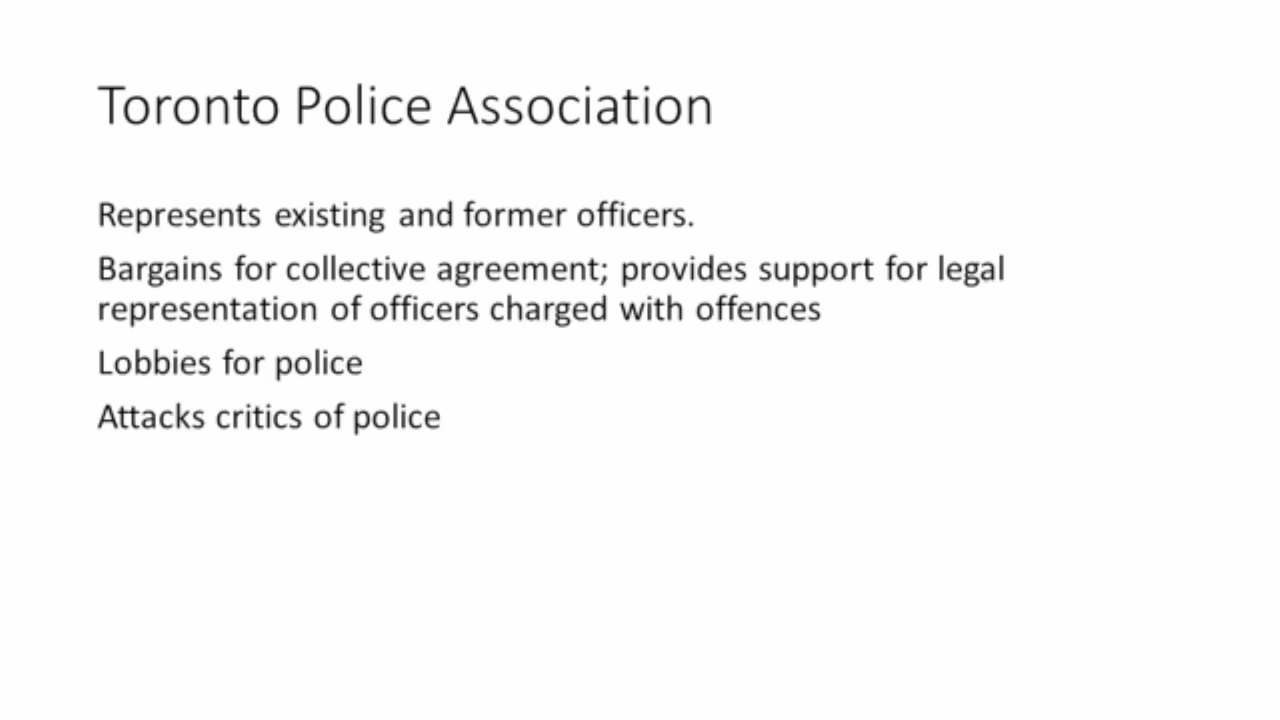 Toronto Police Association
Represents existing and former officers.
Bargains for collective agreement; provides support for legal
representation of officers charged with offences
Lobbies for police
Attacks critics of police